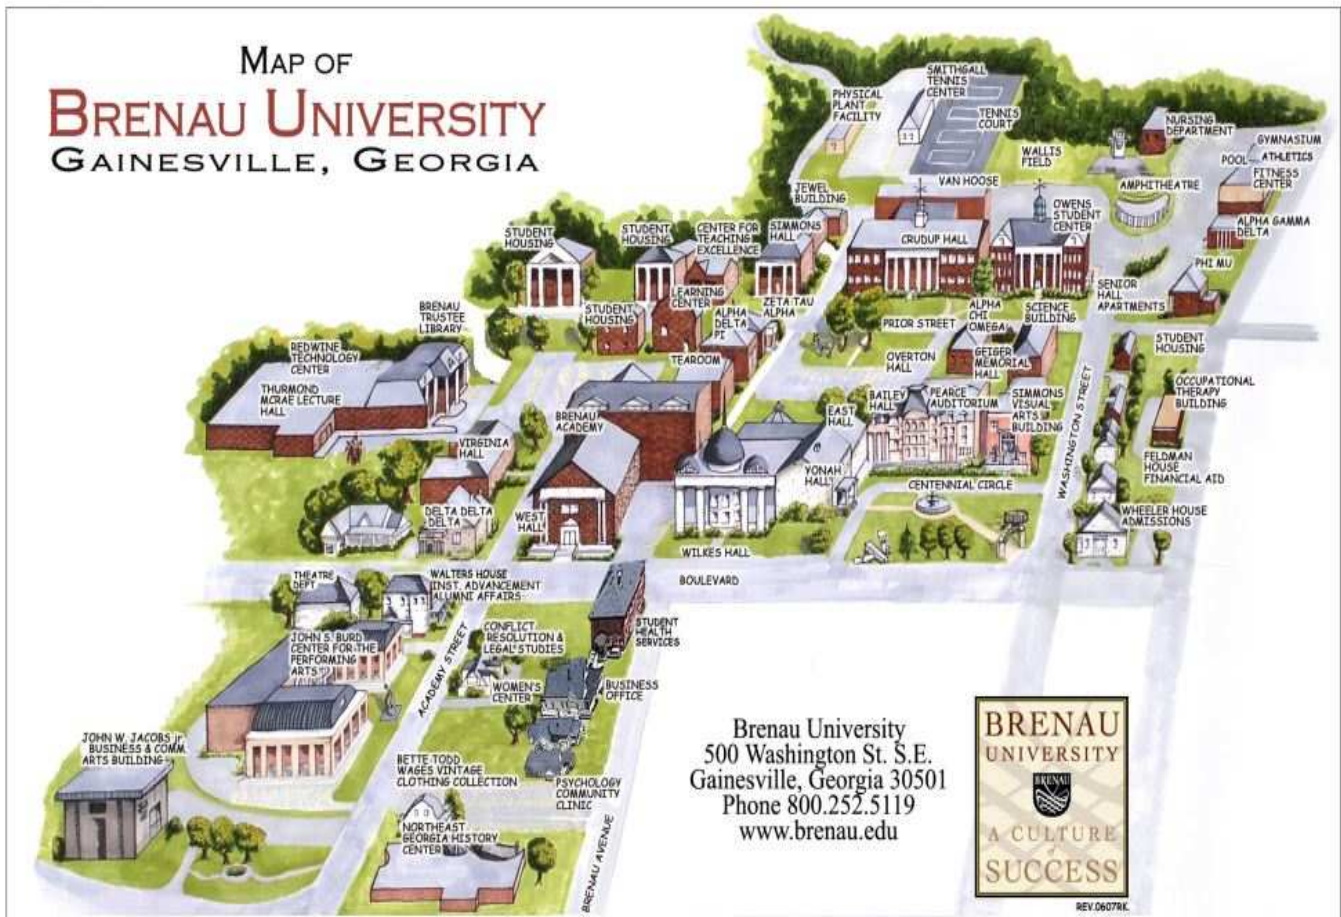 MAP OF
BRENAU UNIVERSITY
GAINESVILLE, GEORGIA
SMITHGALL
TENNIS
CENTER
PHYSICAL
PLANT
FACILITY
TENNIS
COURT
NURSING
DEPARTMENT
GYMNASIUM
POOL
ATHLETICS
FITNESS
CENTER
WALLIS
FIELD
VAN HOOSE
AMPHITHEATRE
JEWEL
BUILDING
OWENS
STUDENT
CENTER
ALPHA GAMMA
DELTA
STUDENT
HOUSING
STUDENT
HOUSING
CENTER FOR
TEACHING
EXCELLENCE
SIMMONS
HALL
CRUDUP HALL
PHI MU
LEARNING
CENTER
SENIOR
HALL
APARTMENTS
BRENAU
TRUSTEE
LIBRARY
STUDENT
HOUSING
ALPHA
DELTA
PI
ZETA TAU
ALPHA
PRIOR STREET
ALPHA
CHI
OMEGA
SCIENCE
BUILDING
REDWINE
TECHNOLOGY
CENTER
TEAROOM
OVERTON
HALL
GEIGER
MEMORIAL
HALL
STUDENT
HOUSING
THURMOND
MCRAE LECTURE
HALL
BRENAU
ACADEMY
EAST
HALL
BAILEY
HALL
PEARCE
AUDITORIUM
SIMMONS
VISUAL
ARTS
BUILDING
WASHINGTON STREET
OCCUPATIONAL
THERAPY
BUILDING
VIRGINIA
HALL
YONAH
HALL
CENTENNIAL CIRCLE
FELDMAN
HOUSE
FINANCIAL AID
DELTA DELTA
DELTA
WEST
HALL
WHEELER HOUSE
ADMISSIONS
WILKES HALL
BOULEVARD
THEATRE
DEPT
WALTERS HOUSE
INST. ADVANCEMENT
ALUMNI AFFAIRS
JOHN S. BURD
CENTER FOR THE
PERFORMING
ARTS
ACADEMY STREET
CONFLICT
RESOLUTION &
LEGAL STUDIES
STUDENT
HEALTH
SERVICES
WOMEN'S
CENTER
BUSINESS
OFFICE
JOHN W. JACOBS jr.
BUSINESS & COMM.
ARTS BUILDING
BETTE TODD
WAGES VINTAGE
CLOTHING COLLECTION
PSYCHOLOGY
COMMUNITY
CLINIC
NORTHEAST
GEORGIA HISTORY
CENTER
BRENAU AVENUE
Brenau University
500 Washington St. S.E.
Gainesville, Georgia 30501
Phone 800.252.5119
www.brenau.edu
BRENAU
UNIVERSITY
BRENAU
A CULTURE
of
SUCCESS
REV.0607RK